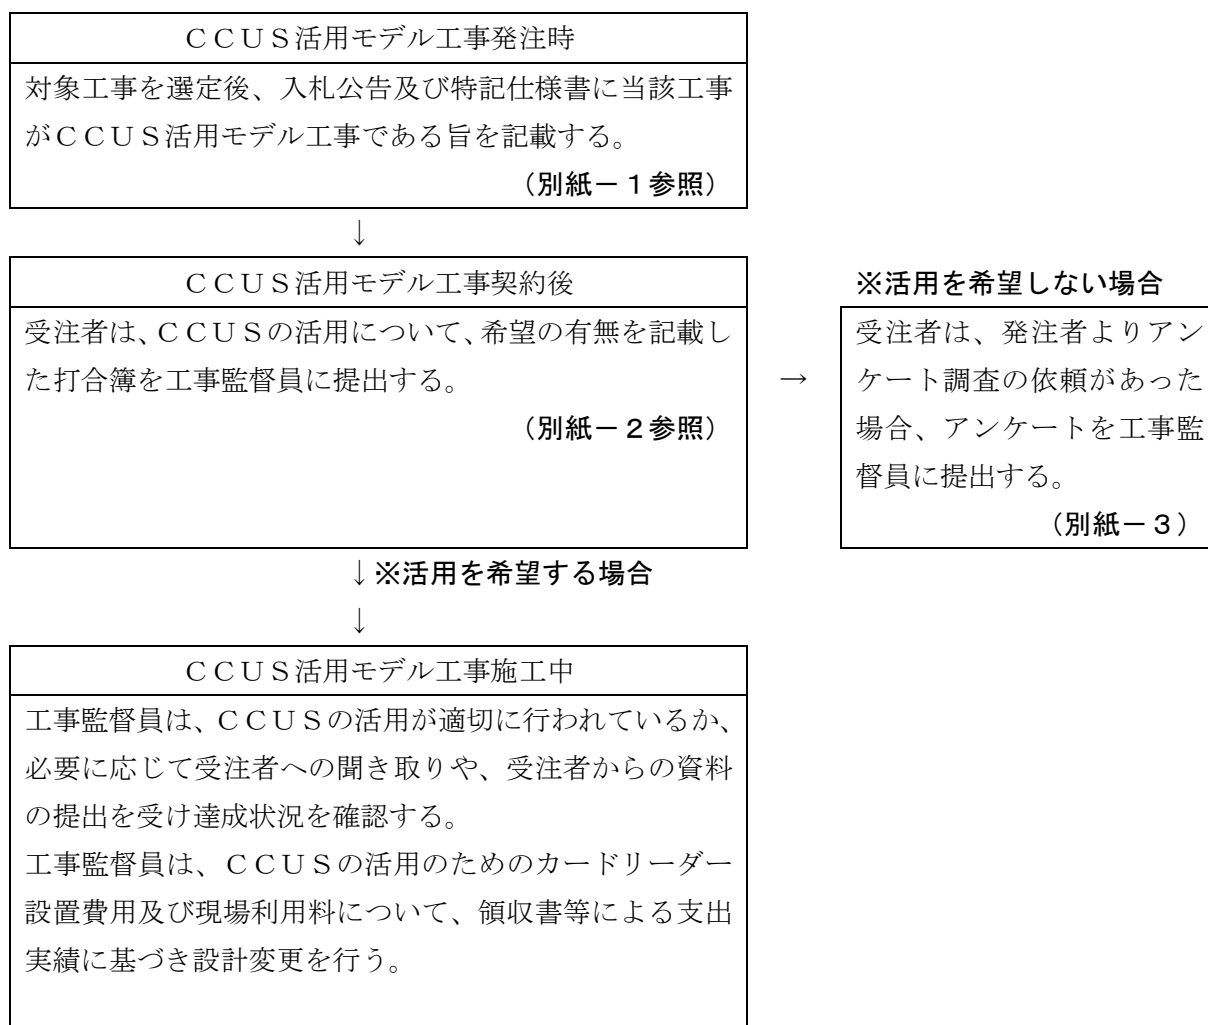 ＣＣＵＳ活用モデル工事発注時
対象工事を選定後、入札公告及び特記仕様書に当該工事
がＣＣＵＳ活用モデル工事である旨を記載する。
（別紙－１参照）
↓
ＣＣＵＳ活用モデル工事契約後
受注者は、ＣＣＵＳの活用について、希望の有無を記載し
た打合簿を工事監督員に提出する。
（別紙－２参照）
→
※活用を希望しない場合
受注者は、発注者よりアン
ケート調査の依頼があった
場合、アンケートを工事監
督員に提出する。
（別紙－３）
↓※活用を希望する場合
↓
ＣＣＵＳ活用モデル工事施工中
工事監督員は、ＣＣＵＳの活用が適切に行われているか、
必要に応じて受注者への聞き取りや、受注者からの資料
の提出を受け達成状況を確認する。
工事監督員は、ＣＣＵＳの活用のためのカードリーダー
設置費用及び現場利用料について、領収書等による支出
実績に基づき設計変更を行う。